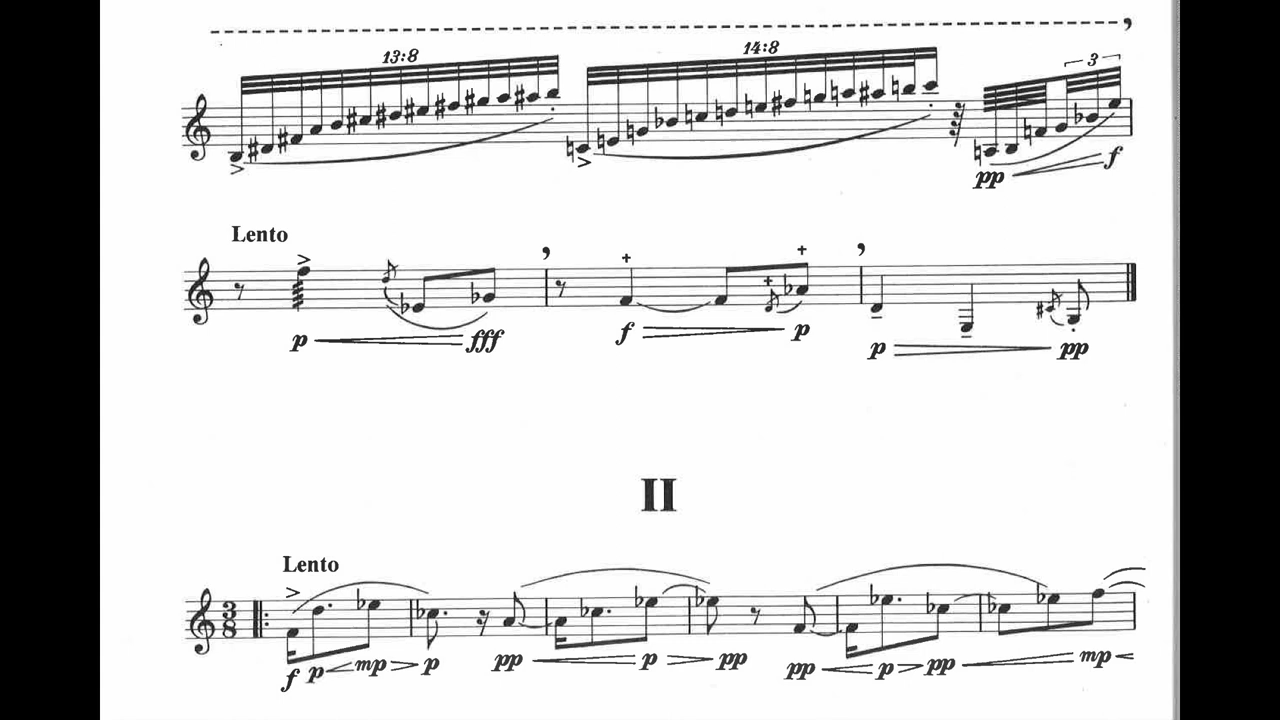 13:8 14:8 3
pp f
Lento
p fff f p p pp
II
Lento
3
8
f p mp p pp p pp pp p pp mp